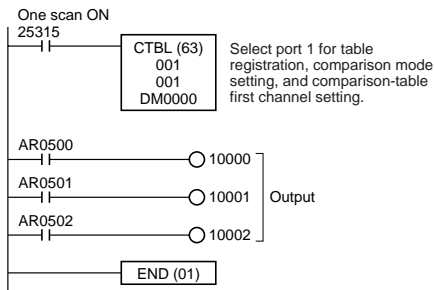 One scan ON
25315
CTBL (63)
001
001
DM0000
Select port 1 for table
registration, comparison mode
setting, and comparison-table
first channel setting.
AR0500
10000
AR0501
10001
Output
AR0502
10002
END (01)